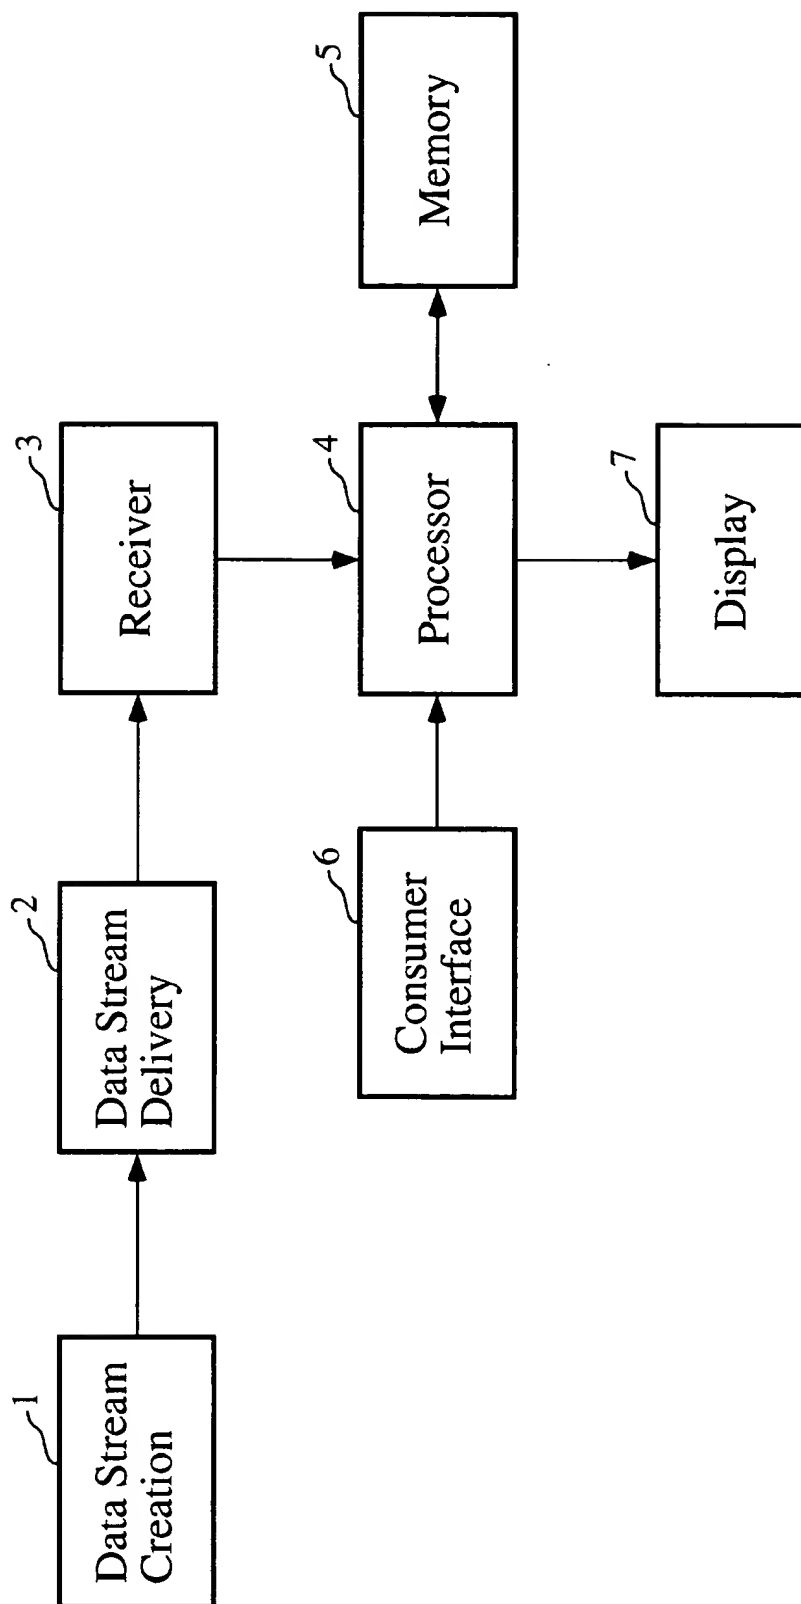 1
Data Stream
Creation
2
Data Stream
Delivery
3
Receiver
6
Consumer
Interface
4
Processor
5
Memory
7
Display